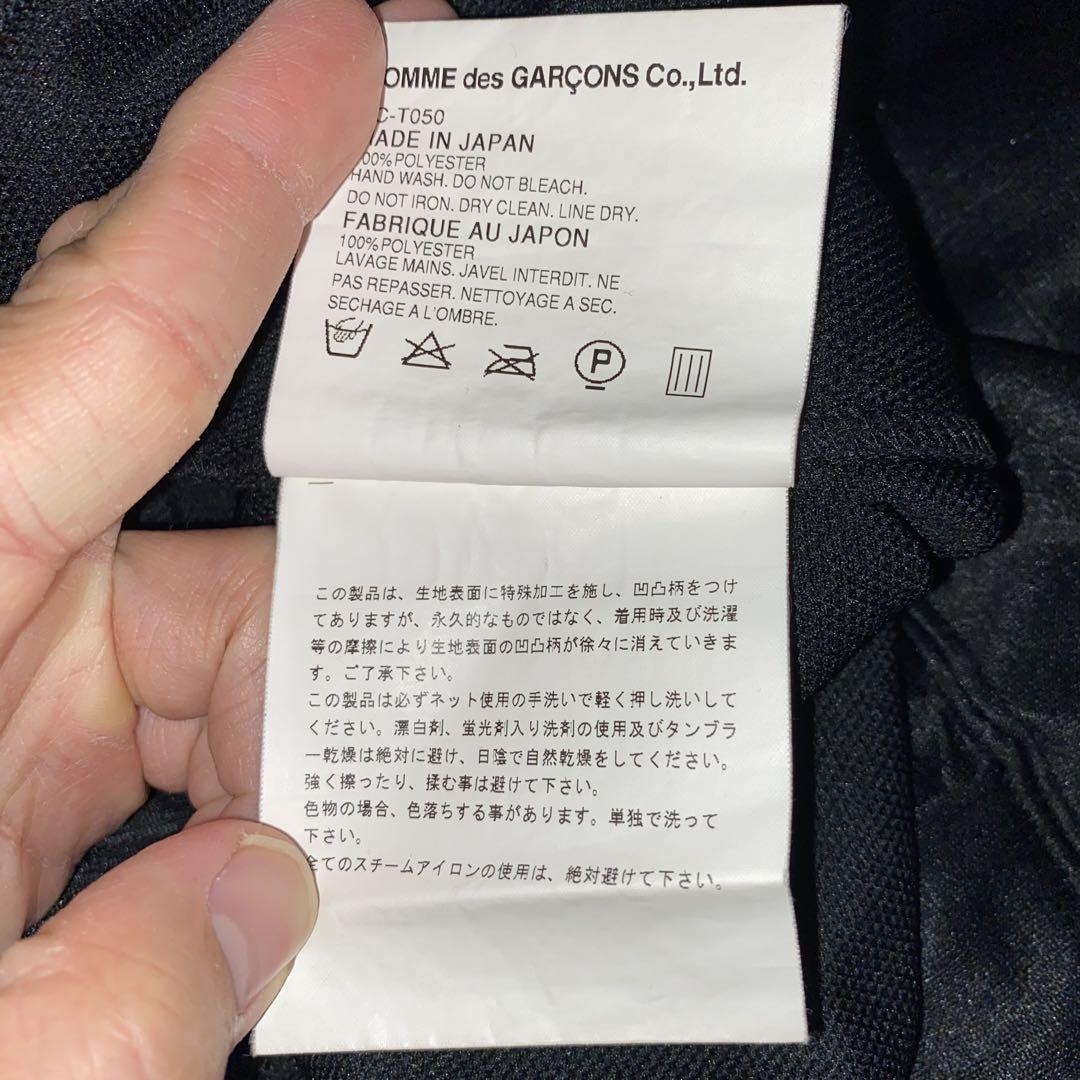 OMME des GARÇONS Co.,Ltd.
C-T050
MADE IN JAPAN
00% POLYESTER
HAND WASH. DO NOT BLEACH.
DO NOT IRON. DRY CLEAN. LINE DRY.
FABRIQUE AU JAPON
100% POLYESTER
LAVAGE MAINS. JAVEL INTERDIT. NE
PAS REPASSER. NETTOYAGE A SEC.
SECHAGE A L'OMBRE.
P
この製品は、生地表面に特殊加工を施し、凹凸柄をつけ
てありますが、永久的なものではなく、着用時及び洗濯
等の摩擦により生地表面の凹凸柄が徐々に消えていきま
す。ご了承下さい。
この製品は必ずネット使用の手洗いで軽く押し洗いして
ください。漂白剤、蛍光剤入り洗剤の使用及びタンブラ
ー乾燥は絶対に避け、日陰で自然乾燥をしてください。
強く擦ったり、揉む事は避けて下さい。
色物の場合、色落ちする事があります。単独で洗って
下さい。
全てのスチームアイロンの使用は、絶対避けて下さい。